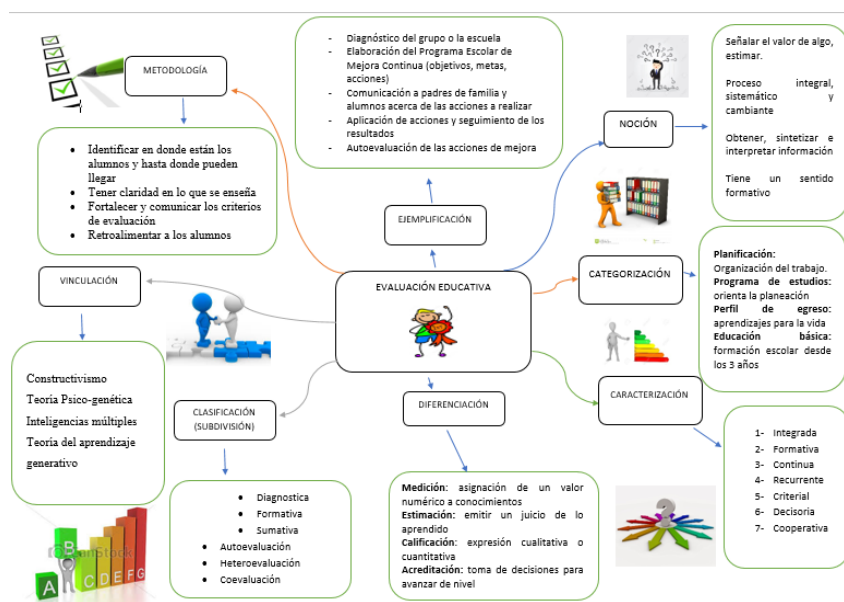 METODOLOGÍA
Identificar en donde están los
alumnos y hasta donde pueden
llegar
Tener claridad en lo que se enseña
Fortalecer y comunicar los criterios
de evaluación
Retroalimentar a los alumnos
- Diagnóstico del grupo o la escuela
- Elaboración del Programa Escolar de
Mejora Continua (objetivos, metas,
acciones)
- Comunicación a padres de familia y
alumnos acerca de las acciones a realizar
- Aplicación de acciones y seguimiento de los
resultados
- Autoevaluación de las acciones de mejora
EJEMPLIFICACIÓN
NOCIÓN
Señalar el valor de algo,
estimar.
Proceso integral,
sistemático y
cambiante
Obtener, sintetizar e
interpretar información
Tiene un sentido
formativo
EVALUACIÓN EDUCATIVA
CATEGORIZACIÓN
Planificación:
Organización del trabajo.
Programa de estudios:
orienta la planeación
Perfil de egreso:
aprendizajes para la vida
Educación básica:
formación escolar desde
los 3 años
VINCULACIÓN
Constructivismo
Teoría Psico-genética
Inteligencias múltiples
Teoría del aprendizaje
generativo
CLASIFICACIÓN
(SUBDIVISIÓN)
Diagnostica
Formativa
Sumativa
Autoevaluación
Heteroevaluación
Coevaluación
DIFERENCIACIÓN
Medición: asignación de un valor
numérico a conocimientos
Estimación: emitir un juicio de lo
aprendido
Calificación: expresión cualitativa o
cuantitativa
Acreditación: toma de decisiones para
avanzar de nivel
CARACTERIZACIÓN
1- Integrada
2- Formativa
3- Continua
4- Recurrente
5- Criterial
6- Decisoria
7- Cooperativa
A B C D E F G